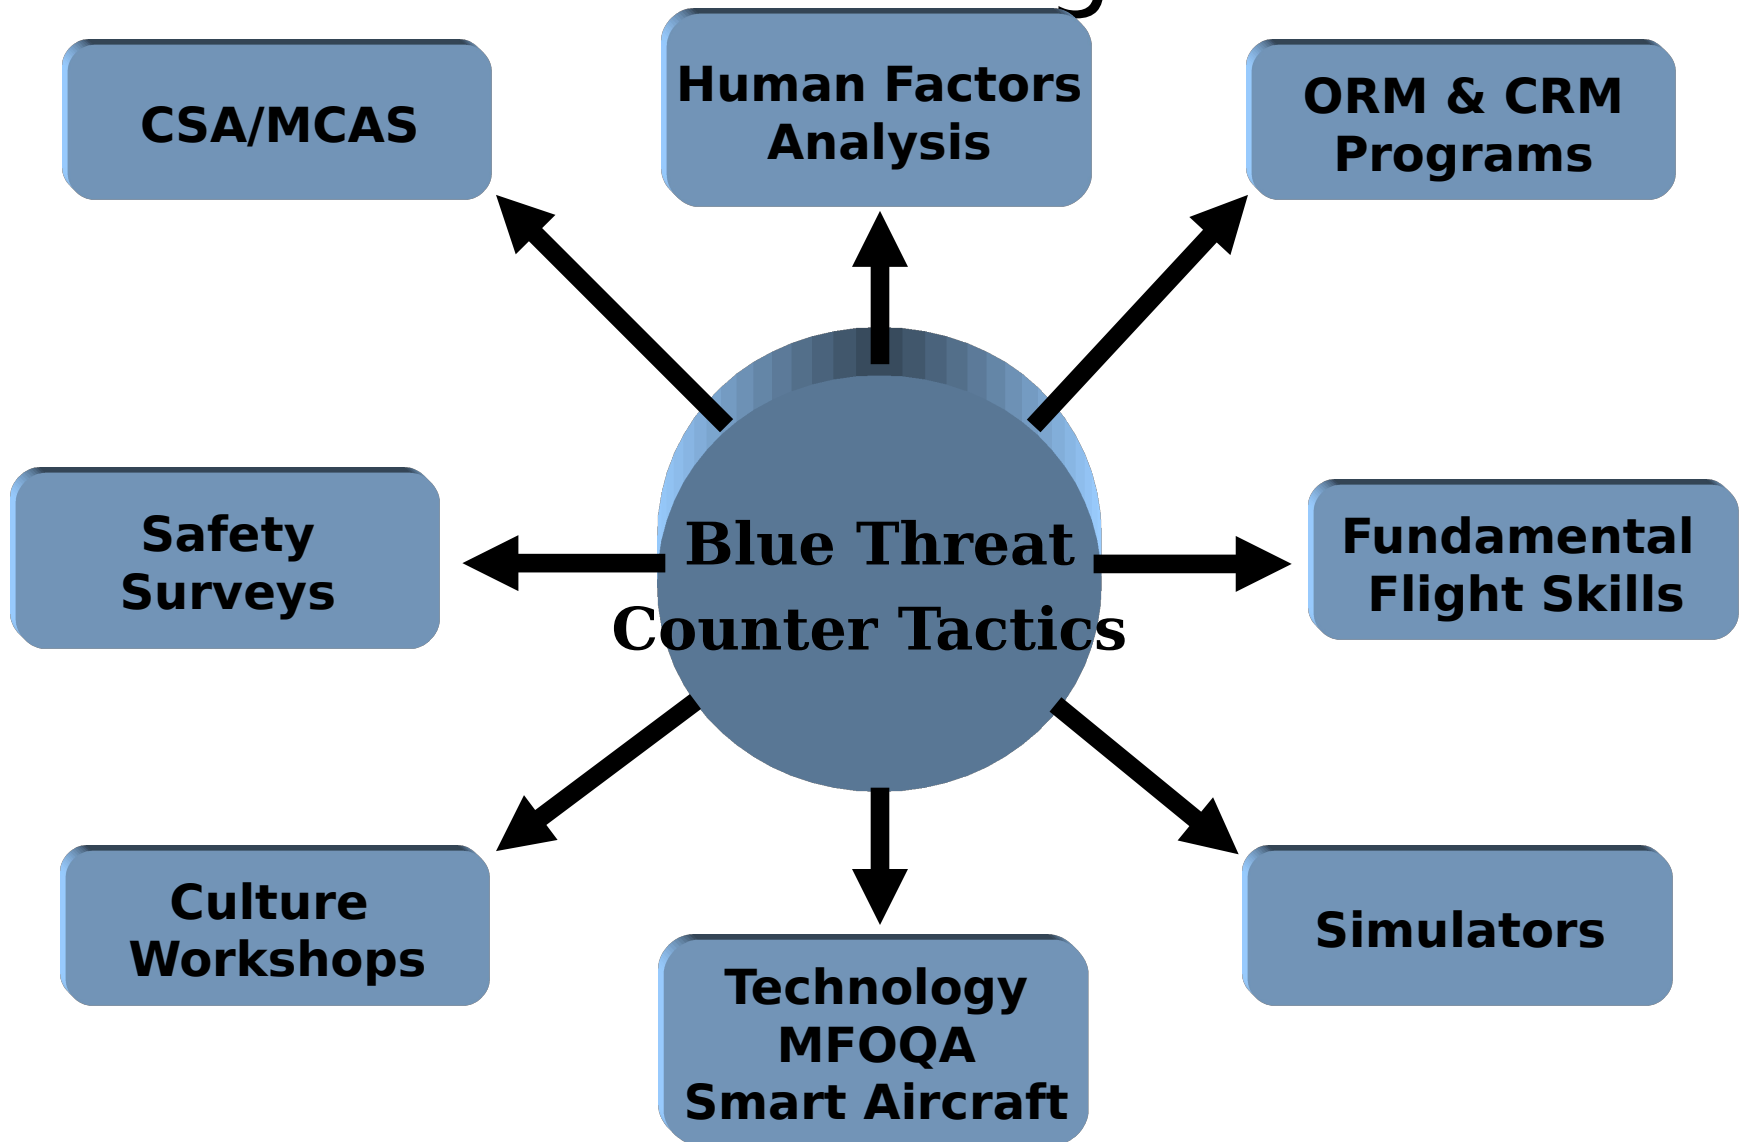 CSA/MCAS
Human Factors
Analysis
ORM & CRM
Programs
Safety
Surveys
Blue Threat
Counter Tactics
Fundamental
Flight Skills
Culture
Workshops
Technology
MFOQA
Smart Aircraft
Simulators